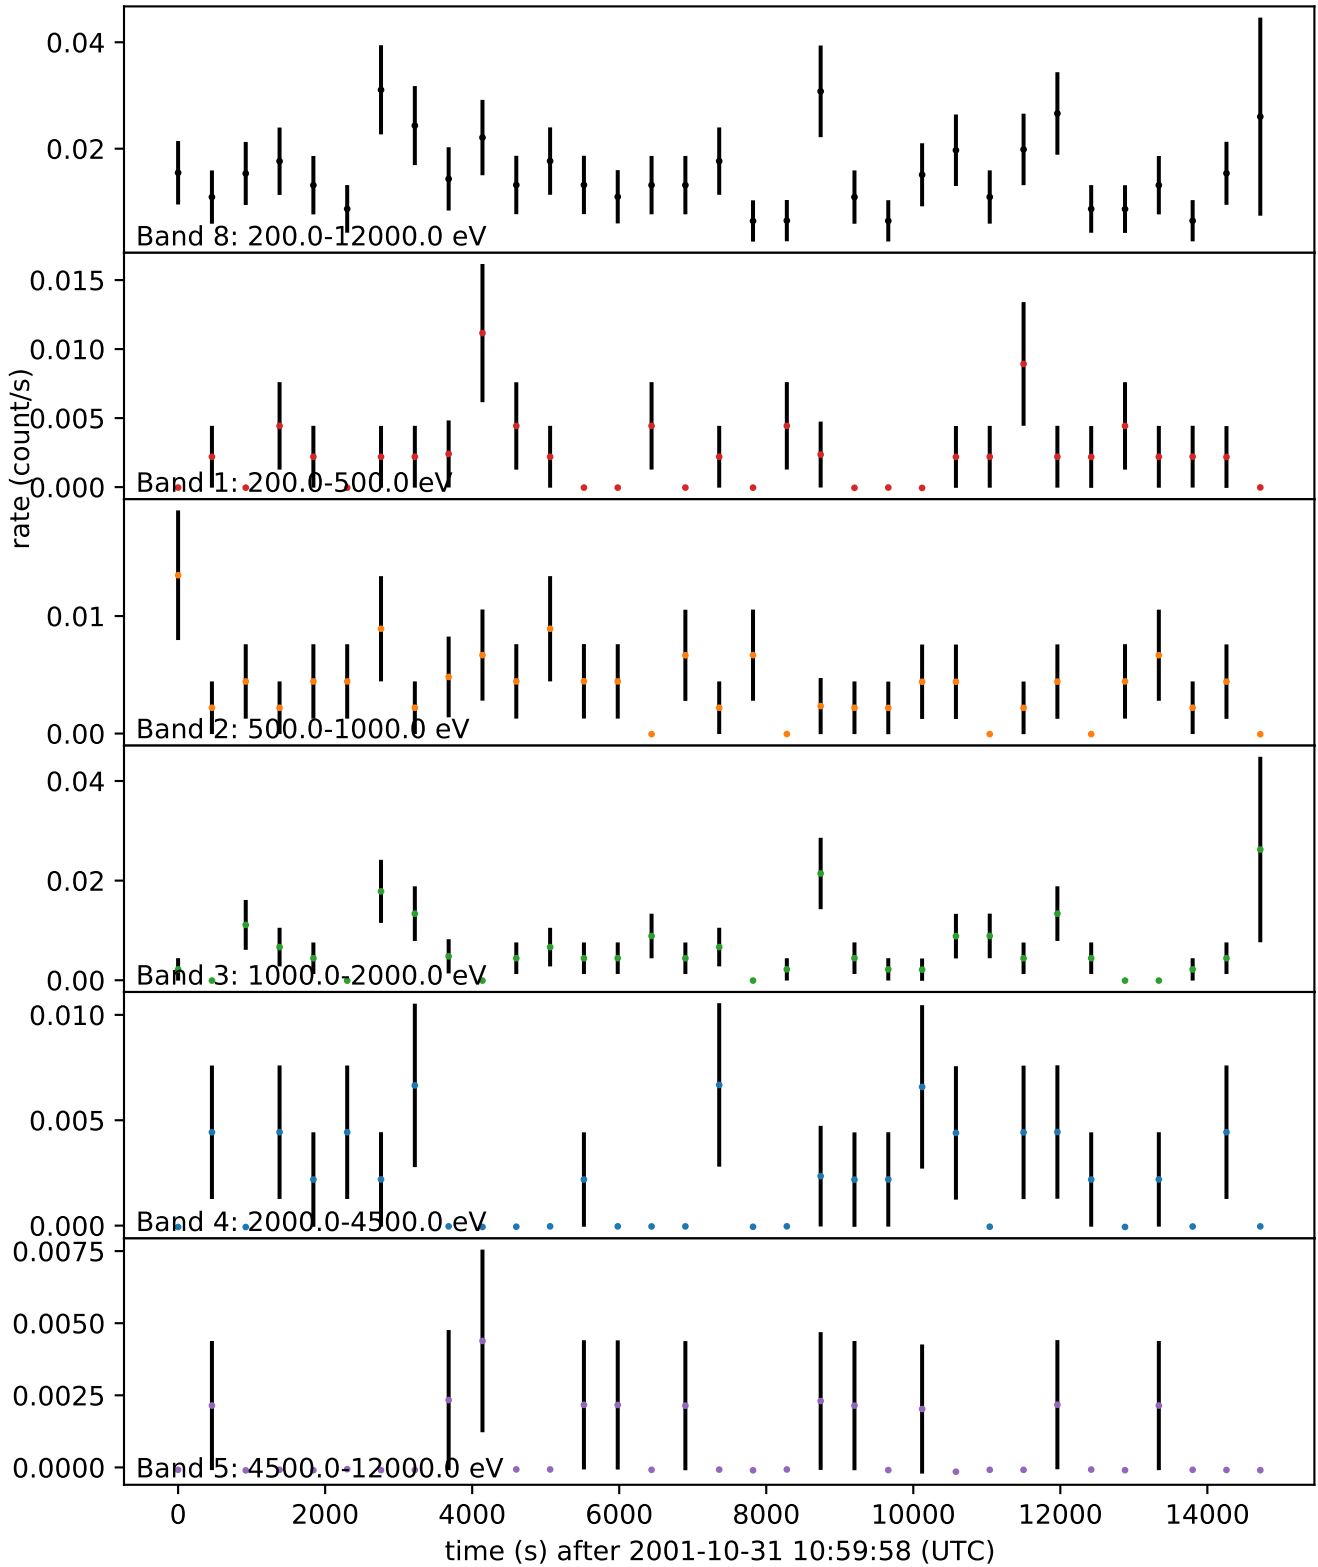 0.04
0.02
Band 8: 200.0-12000.0 eV
0.015
0.010
0.005
0.000
Band 1: 200.0-500.0 eV
rate (count/s)
0.01
0.00
Band 2: 500.0-1000.0 eV
0.04
0.02
0.00
Band 3: 1000.0-2000.0 eV
0.010
0.005
0.000
Band 4: 2000.0-4500.0 eV
0.0075
0.0050
0.0025
0.0000
Band 5: 4500.0-12000.0 eV
0 2000 4000 6000 8000 10000 12000 14000
time (s) after 2001-10-31 10:59:58 (UTC)